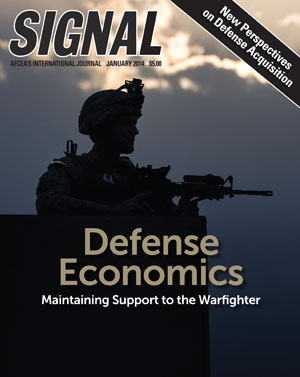 SIGNAL
AFCEA'S INTERNATIONAL JOURNAL JANUARY 2014 $5.00
New Perspectives
on Defense Acquisition
Defense
Economics
Maintaining Support to the Warfighter